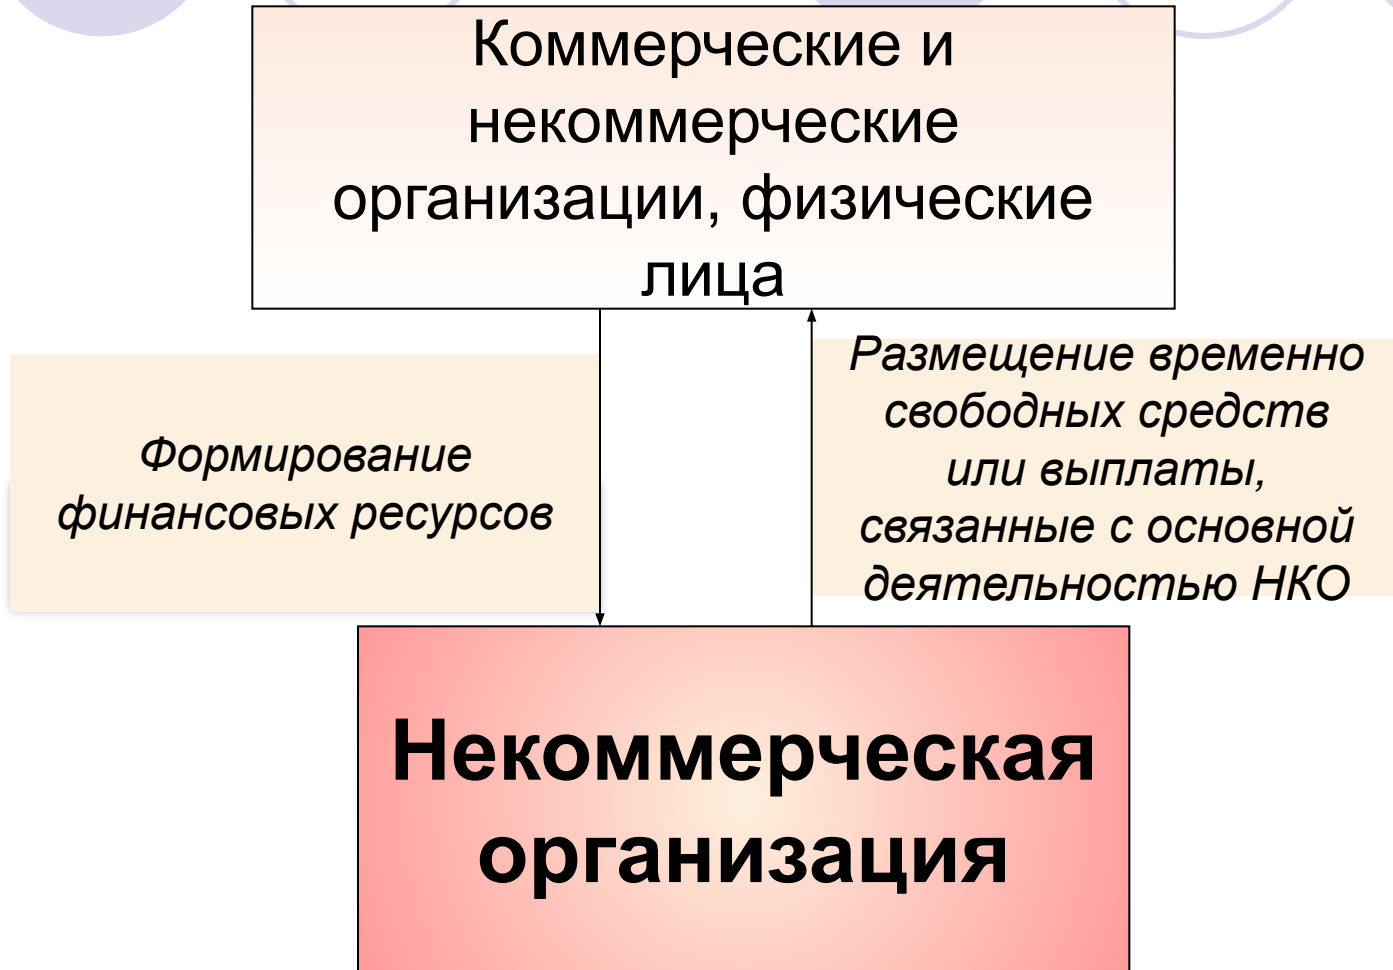 Коммерческие и
некоммерческие
организации, физические
лица
Формирование
финансовых ресурсов
Размещение временно
свободных средств
или выплаты,
связанные с основной
деятельностью НКО
Некоммерческая
организация